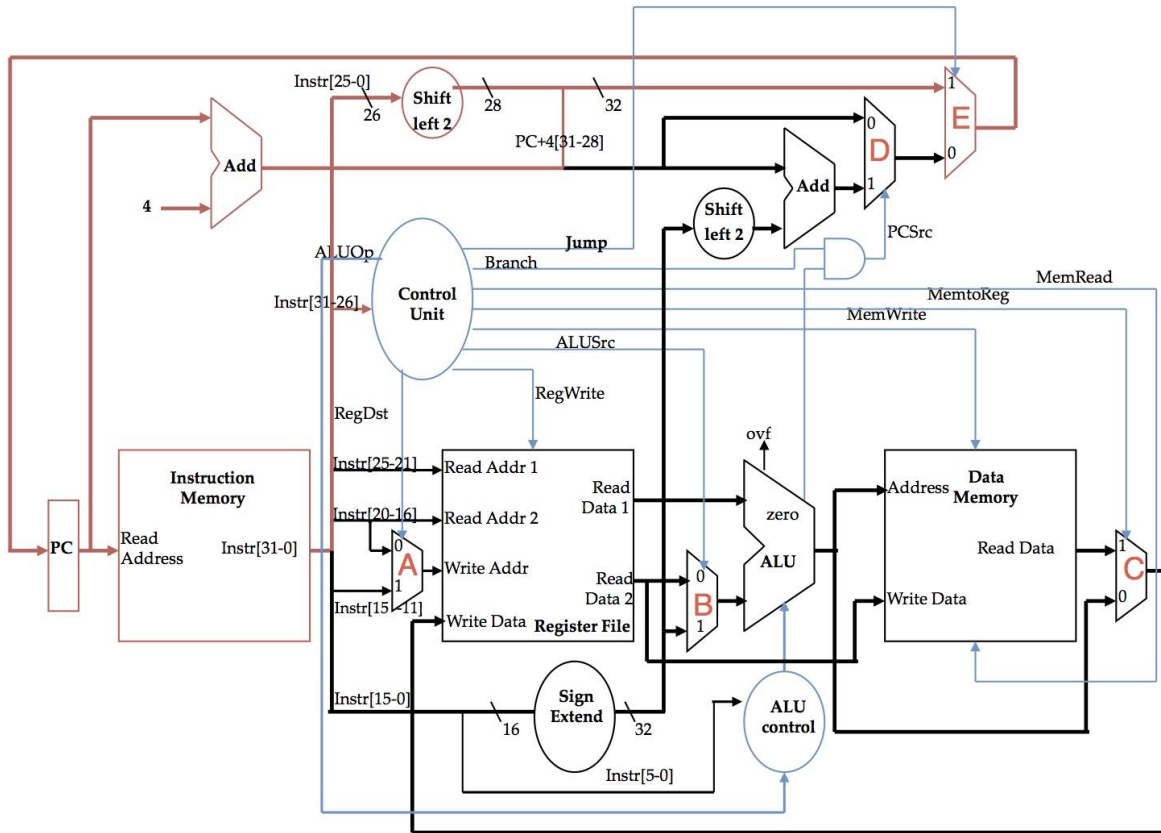 Instr[25-0]
Shift
left 2
26
28
32
1
E
0
PC+4[31-28]
0
D
1
Add
4
Add
Shift
left 2
PCSrc
ALUOp
Jump
Branch
MemRead
Instr[31-26]
Control
Unit
MemtoReg
MemWrite
ALUSrc
RegWrite
RegDst
ovf
Instruction
Memory
Instr[25-21]
Read Addr 1
Read
Data 1
Data
Memory
Address
Instr[20-16]
Read Addr 2
zero
PC
Read
Address
Instr[31-0]
0
A
1
Write Addr
Read
Data 2
0
B
1
ALU
Read Data
1
C
0
Instr[15 -11]
Write Data
Register File
Write Data
Instr[15-0]
16
Sign
Extend
32
ALU
control
Instr[5-0]